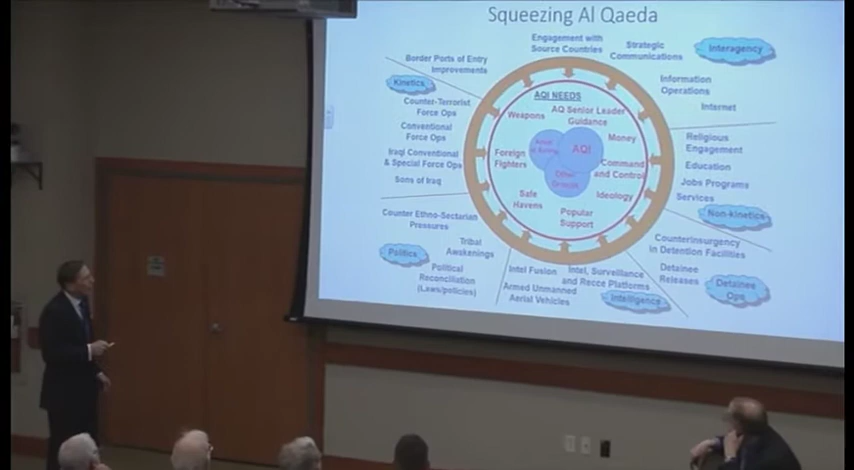 Squeezing Al Qaeda
Engagement with
Source Countries
Strategic
Communications
Interagency
Information
Operations
Internet
Border Ports of Entry
Improvements
Kinetics
Counter-Terrorist
Force Ops
Conventional
Force Ops
Iraqi Conventional
& Special Force Ops
Sons of Iraq
AQI NEEDS
Weapons
AQ Senior Leader
Guidance
Money
Foreign
Fighters
AQI
Other
Groups
Command
and Control
Safe
Havens
Ideology
Popular
Support
Religious
Engagement
Education
Jobs Programs
Services
Non-kinetics
Counter Ethno-Sectarian
Pressures
Politics
Tribal
Awakenings
Political
Reconciliation
(Laws/policies)
Intel Fusion
Armed Unmanned
Aerial Vehicles
Intel, Surveillance
and Recce Platforms
Intelligence
Counterinsurgency
in Detention Facilities
Detainee
Releases
Detainee
Ops